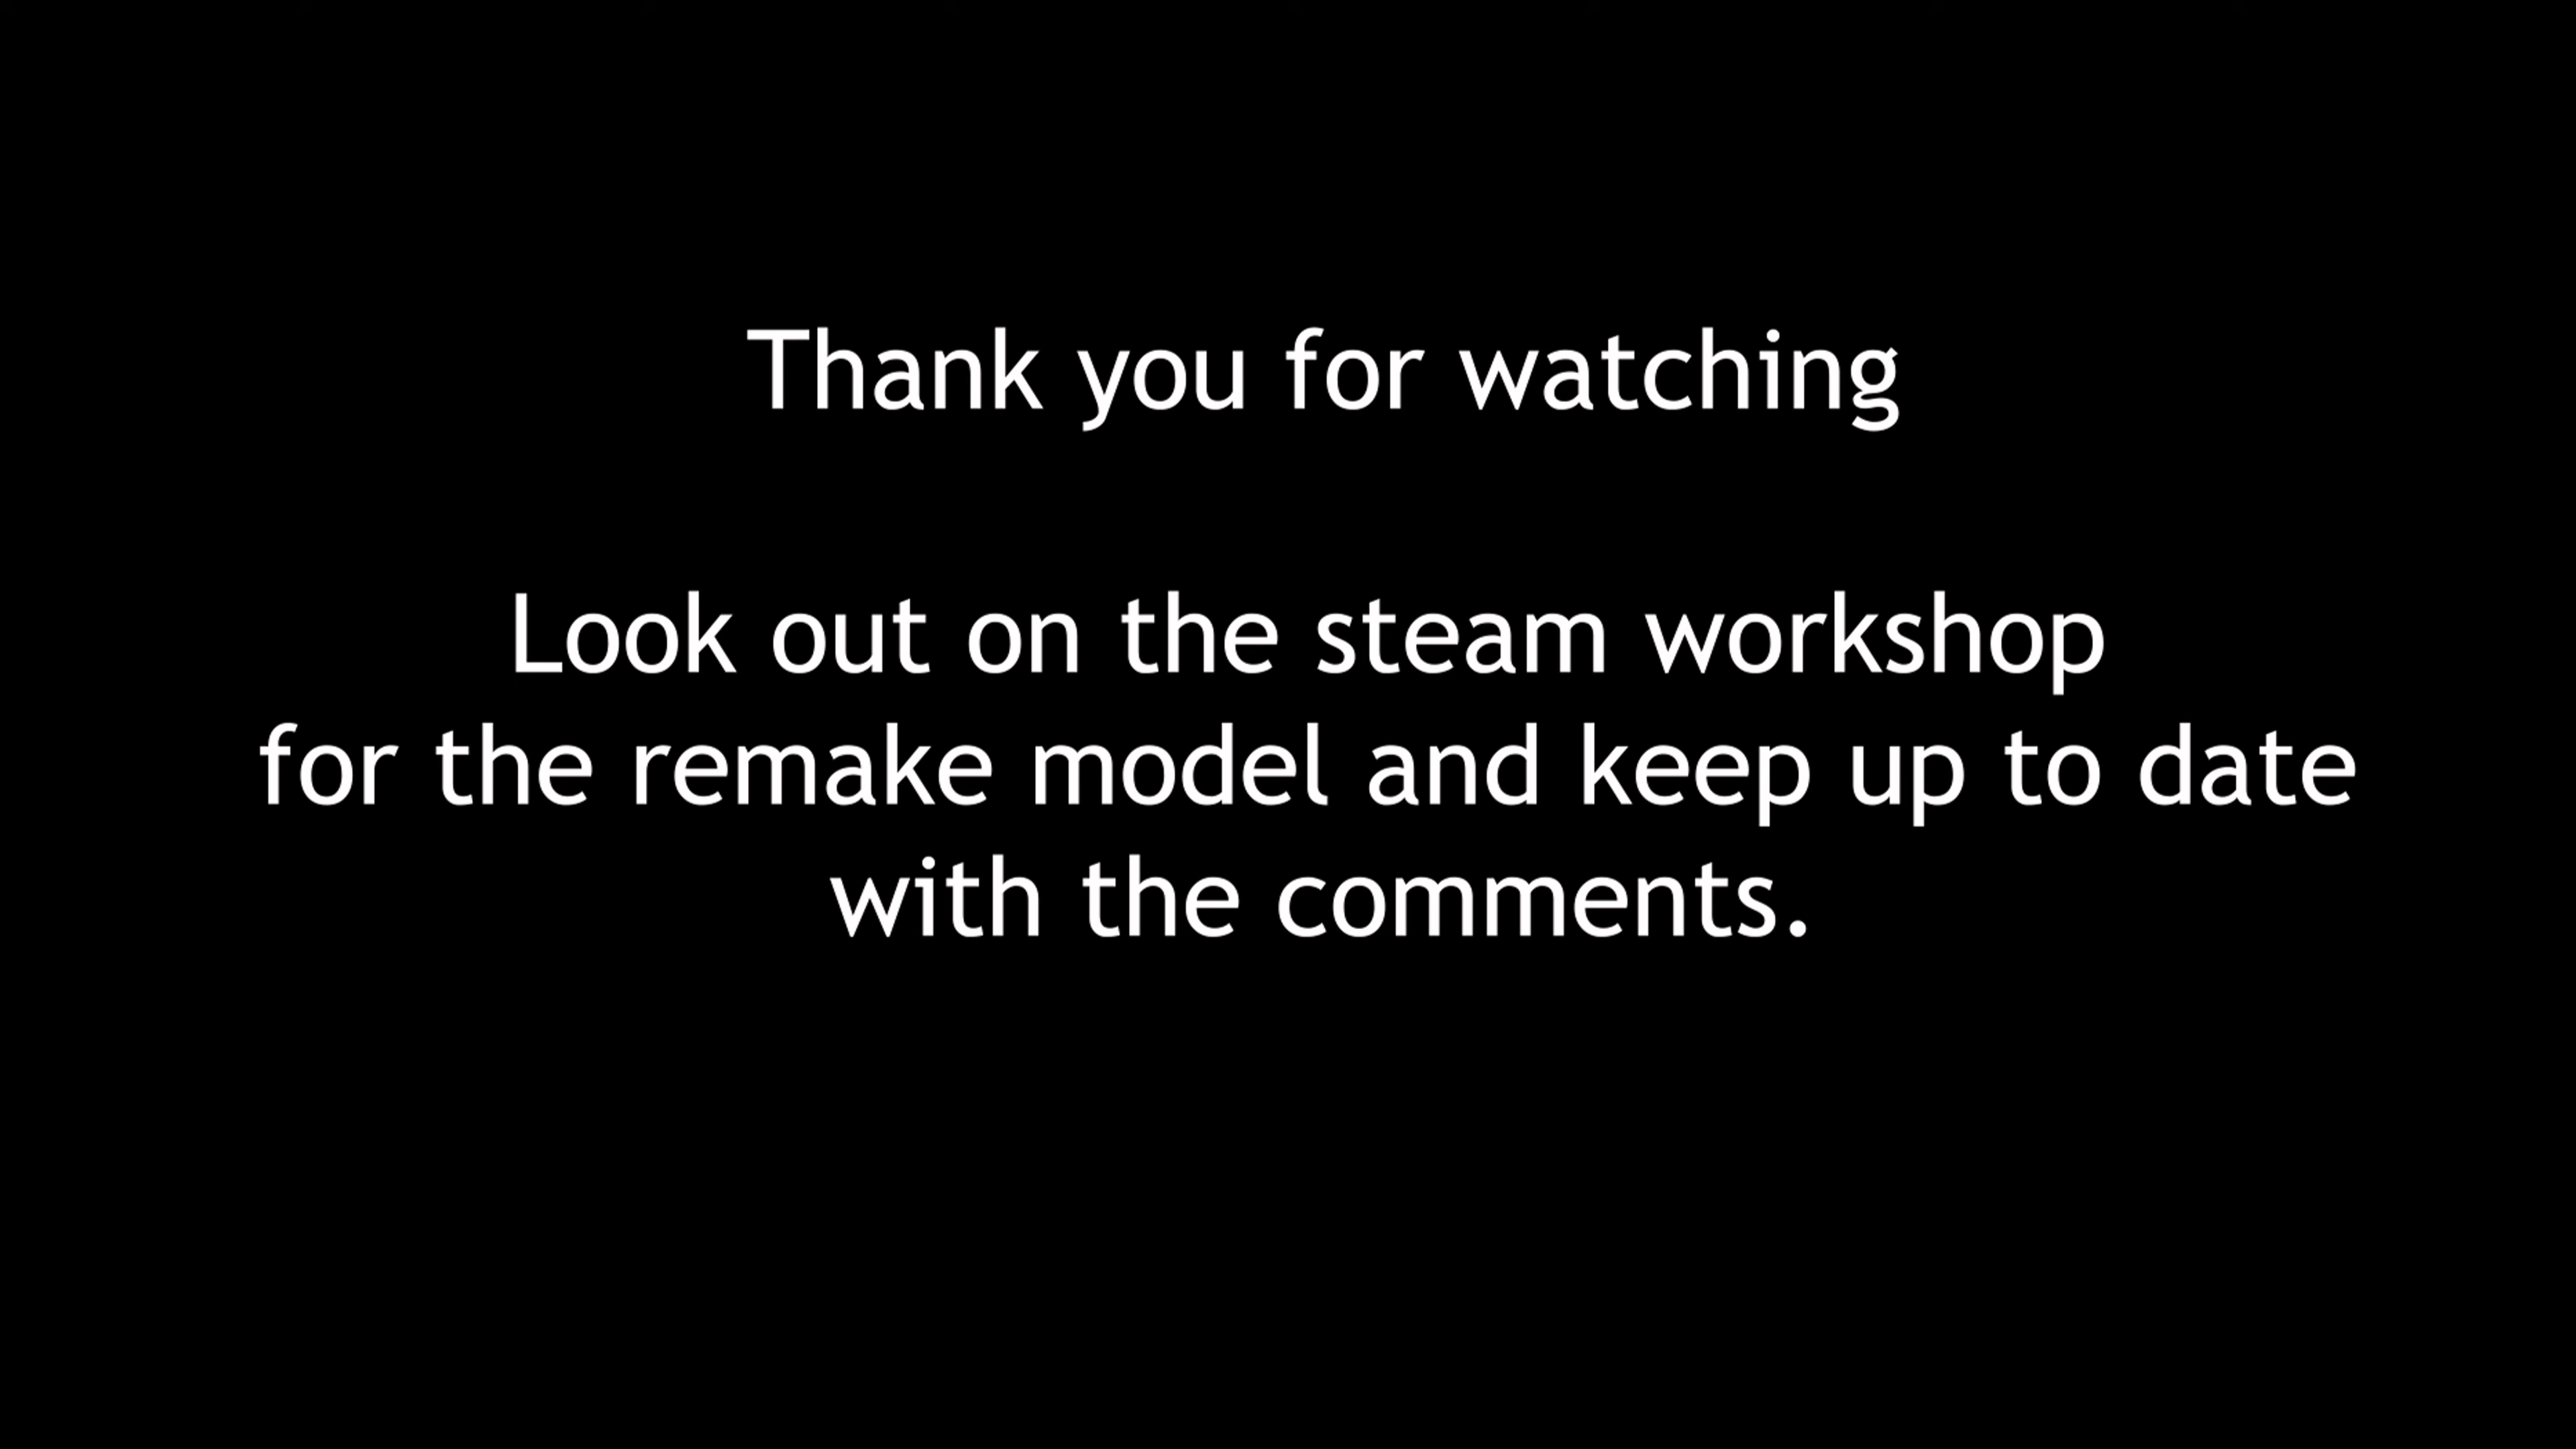 Thank you for watching
Look out on the steam workshop
for the remake model and keep up to date
with the comments.